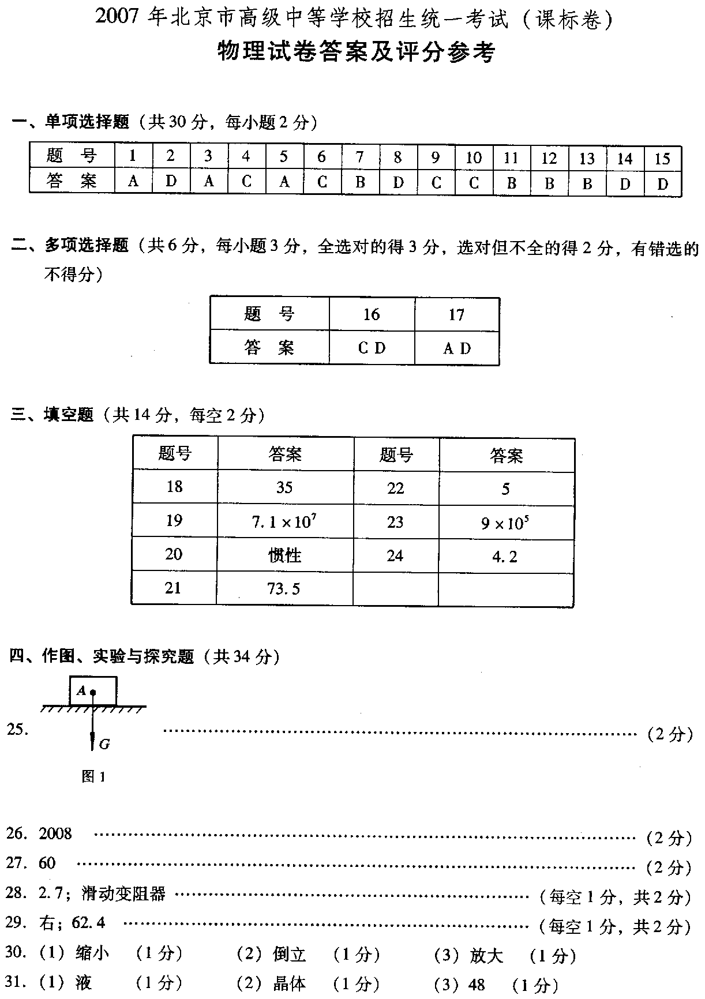 2007 年北京市高级中等学校招生统一考试（课标卷）
物理试卷答案及评分参考
一、单项选择题（共 30 分，每小题 2 分）
题 号 1 2 3 4 5 6 7 8 9 10 11 12 13 14 15
答 案 A D A C A C B D C C B B B D D
二、多项选择题（共 6 分，每小题 3 分，全选对的得 3 分，选对但不全的得 2 分，有错选的
不得分）
题 号 16 17
答 案 C D A D
三、填空题（共 14 分，每空 2 分）
题号 答案 题号 答案
18 35 22 5
19 7.1×10⁷ 23 9×10⁵
20 惯性 24 4.2
21 73.5
四、作图、实验与探究题（共 34 分）
A
25. ………………………………………………（2 分）
G
图 1
26. 2008 ………………………………………………（2 分）
27. 60 ………………………………………………（2 分）
28. 2.7；滑动变阻器 ………………………………（每空 1 分，共 2 分）
29. 右；62.4 ………………………………（每空 1 分，共 2 分）
30.（1）缩小 （1 分） （2）倒立 （1 分） （3）放大 （1 分）
31.（1）液 （1 分） （2）晶体 （1 分） （3）48 （1 分）